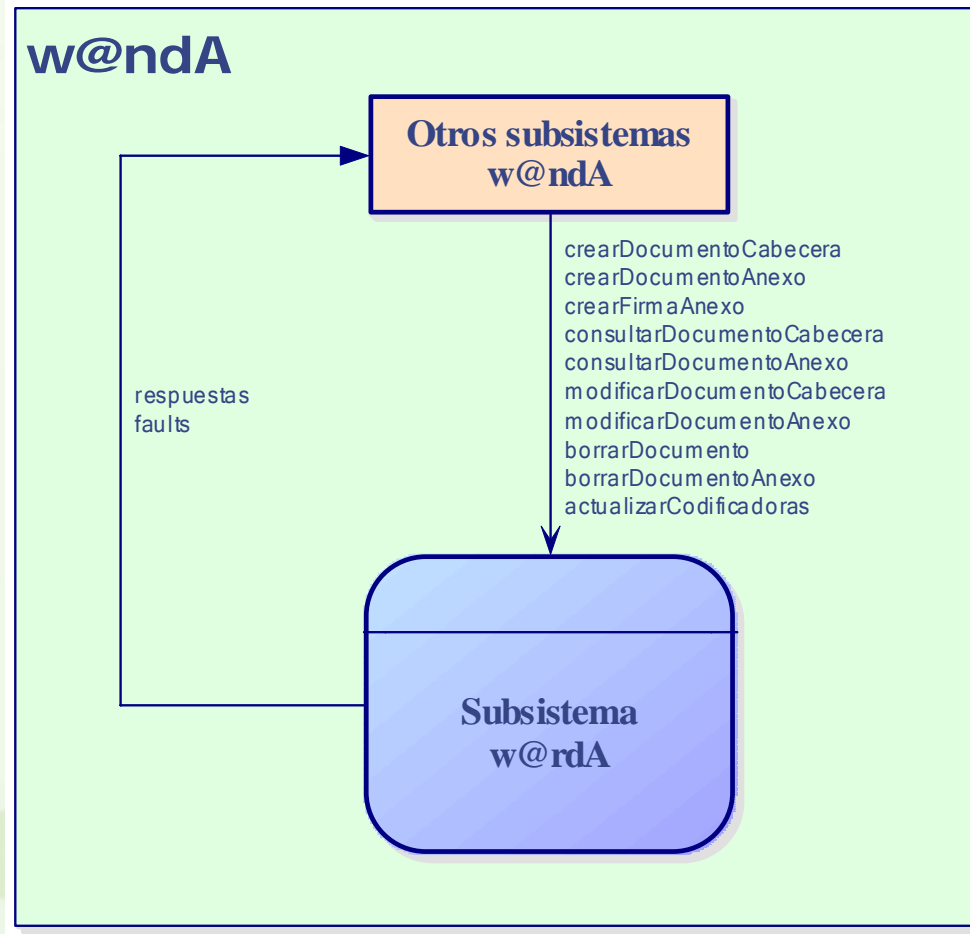 w@ndA
Otros subsistemas
w@ndA
crearDocumentoCabecera
crearDocumentoAnexo
crearFirmaAnexo
consultarDocumentoCabecera
consultarDocumentoAnexo
modificarDocumentoCabecera
modificarDocumentoAnexo
borrarDocumento
borrarDocumentoAnexo
actualizarCodificadoras
respuestas
faults
Subsistema
w@rdA